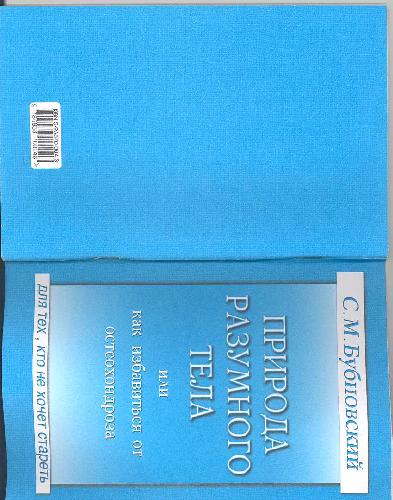 С.М.Бубновский
ПРИРОДА
РАЗУМНОГО
ТЕЛА
или
как избавиться от
остеохондроза
для тех, кто не хочет стареть